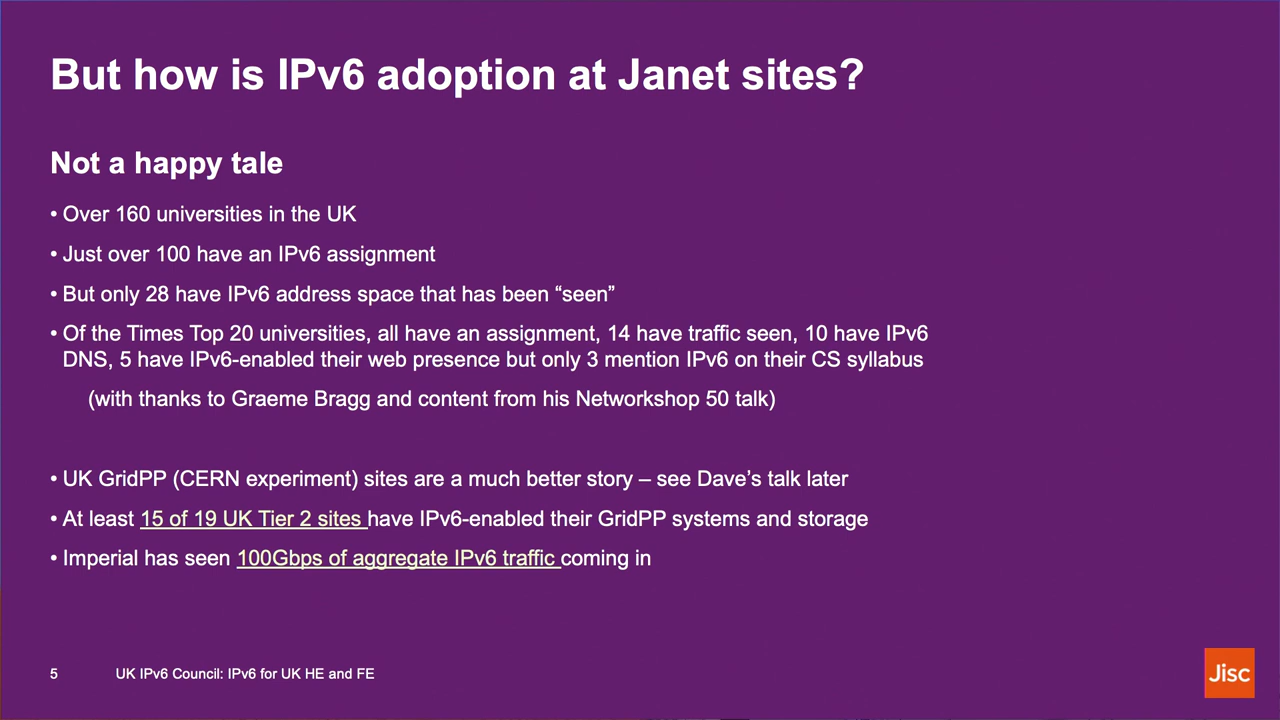 But how is IPv6 adoption at Janet sites?
Not a happy tale
• Over 160 universities in the UK
• Just over 100 have an IPv6 assignment
• But only 28 have IPv6 address space that has been “seen”
• Of the Times Top 20 universities, all have an assignment, 14 have traffic seen, 10 have IPv6
DNS, 5 have IPv6-enabled their web presence but only 3 mention IPv6 on their CS syllabus
(with thanks to Graeme Bragg and content from his Networkshop 50 talk)
• UK GridPP (CERN experiment) sites are a much better story – see Dave’s talk later
• At least 15 of 19 UK Tier 2 sites have IPv6-enabled their GridPP systems and storage
• Imperial has seen 100Gbps of aggregate IPv6 traffic coming in
5 UK IPv6 Council: IPv6 for UK HE and FE
Jisc